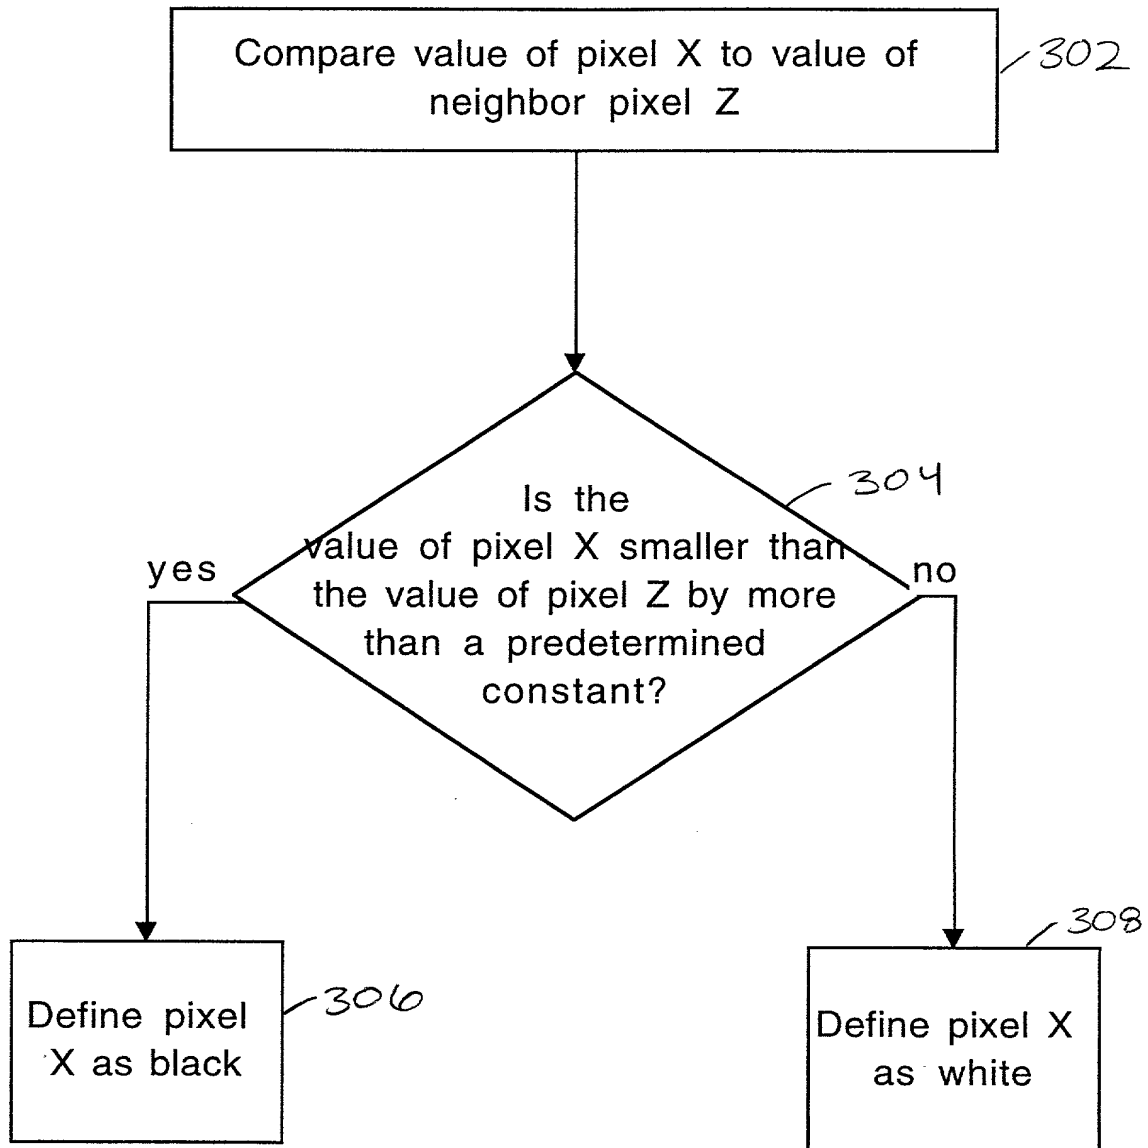 Compare value of pixel X to value of
neighbor pixel Z
302
304
Is the
value of pixel X smaller than
the value of pixel Z by more
than a predetermined
constant?
yes
no
306
308
Define pixel
X as black
Define pixel X
as white